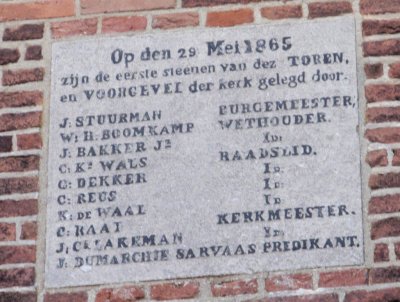 Op den 29 Mei 1865
zijn de eerste steenen van dez TOREN,
en VOORGEVEL der kerk gelegd door.
J. STUURMAN BURGEMEESTER,
W: H. BOOMKAMP WETHOUDER.
J. BAKKER Jz ID:
C: Kz WALS RAADSLID.
C: DEKKER ID.
C: REUS ID.
K: DE WAAL ID.
C: RAAT KERKMEESTER.
J: Cz LAKEMAN ID.
J: DUMARCHIE SARVAAS PREDIKANT.